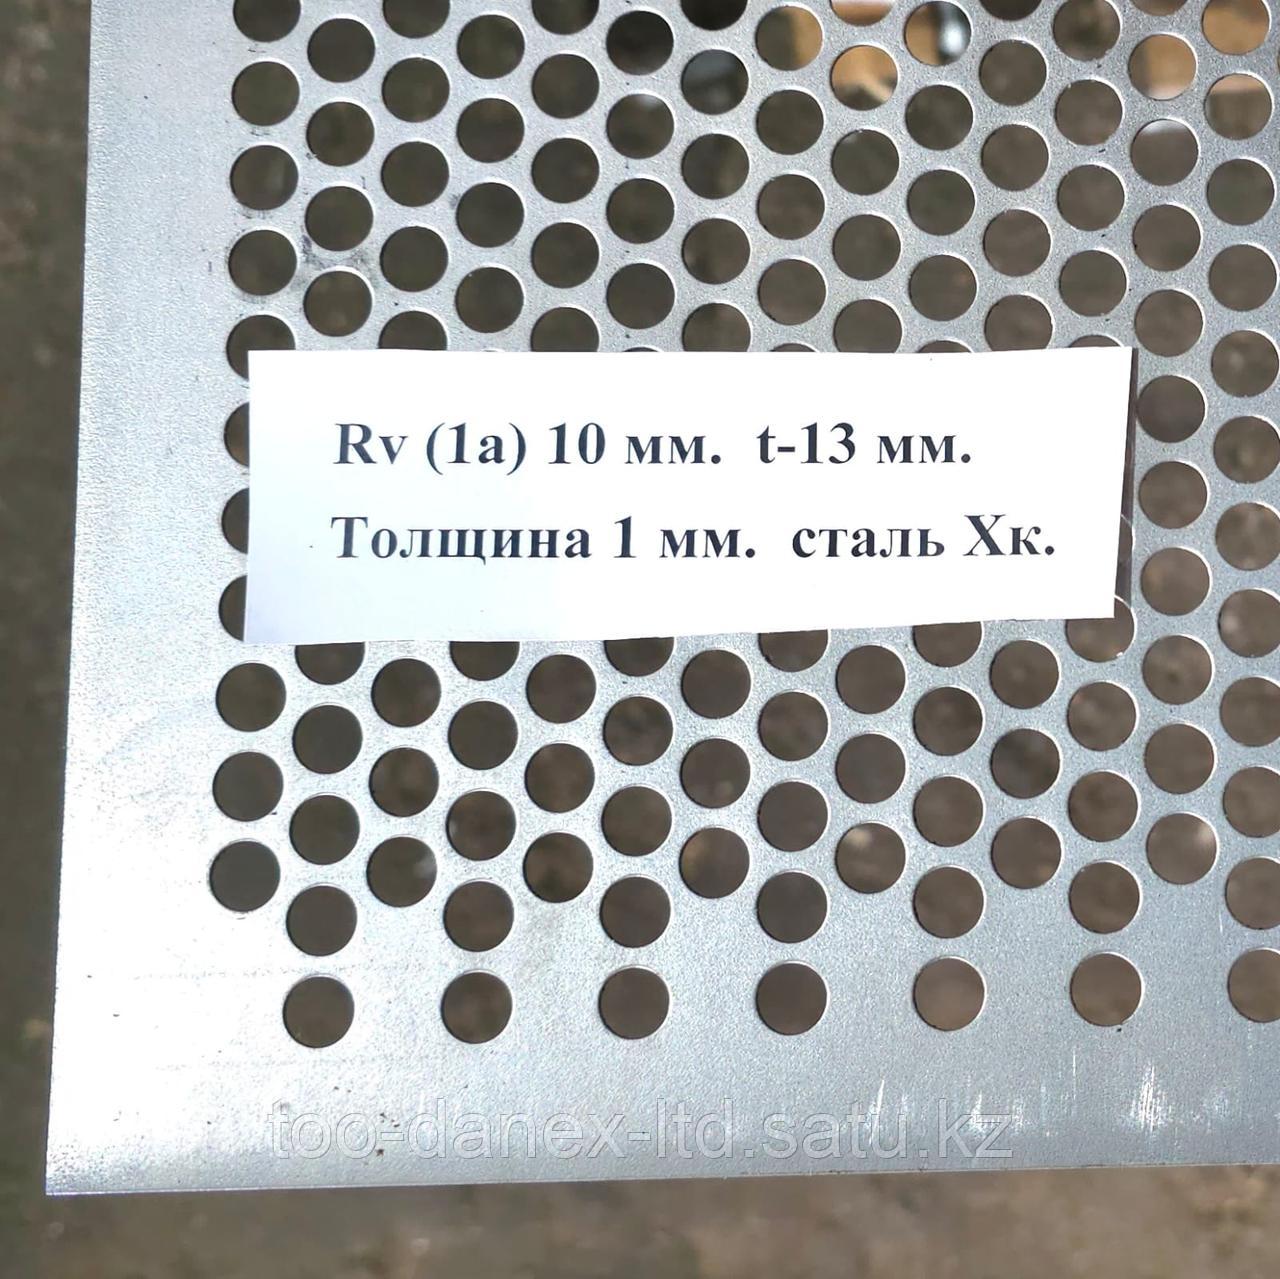 Rv (1a) 10 мм.  t-13 мм.
Толщина 1 мм.  сталь Хк.
too-danex-ltd.satu.kz